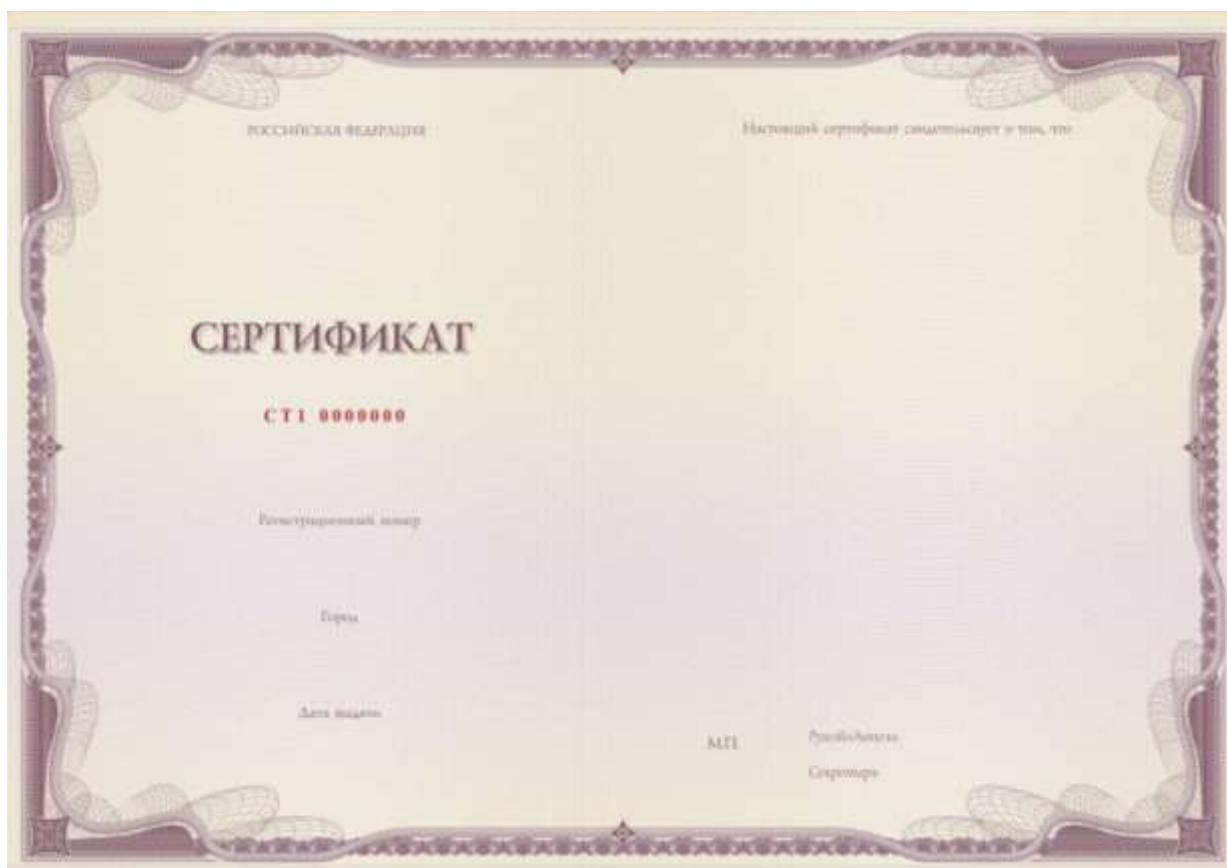 РОССИЙСКАЯ ФЕДЕРАЦИЯ
СЕРТИФИКАТ
СТ1 0000000
Регистрационный номер
Город
Дата выдачи
Настоящий сертификат свидетельствует о том, что
М.П.
Руководитель
Секретарь